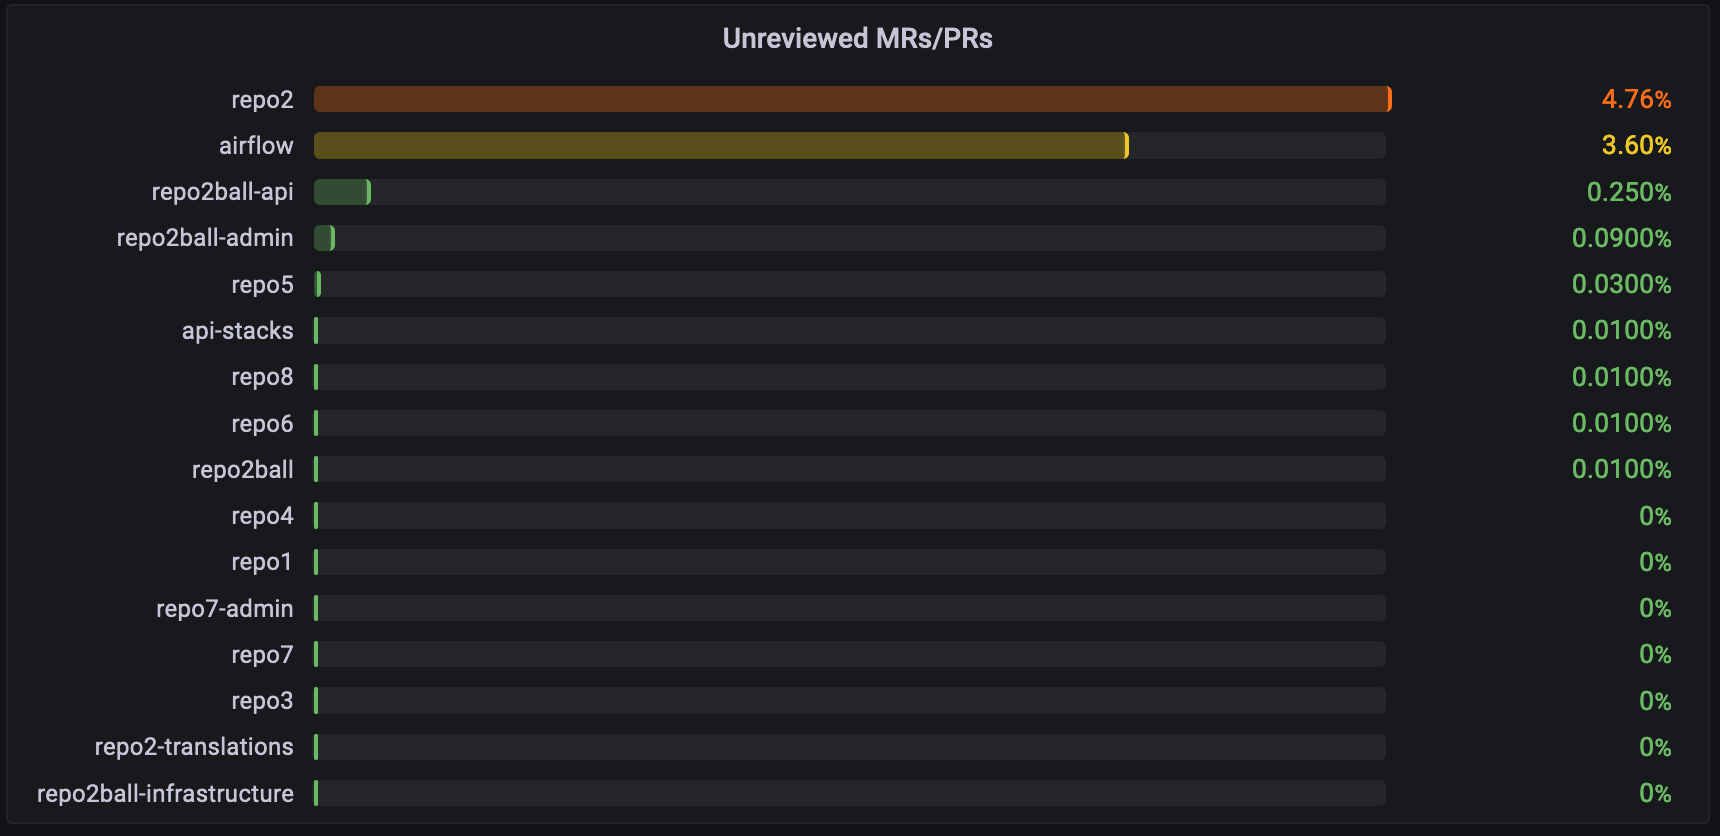 Unreviewed MRs/PRs
repo2 4.76%
airflow 3.60%
repo2ball-api 0.250%
repo2ball-admin 0.0900%
repo5 0.0300%
api-stacks 0.0100%
repo8 0.0100%
repo6 0.0100%
repo2ball 0.0100%
repo4 0%
repo1 0%
repo7-admin 0%
repo7 0%
repo3 0%
repo2-translations 0%
repo2ball-infrastructure 0%